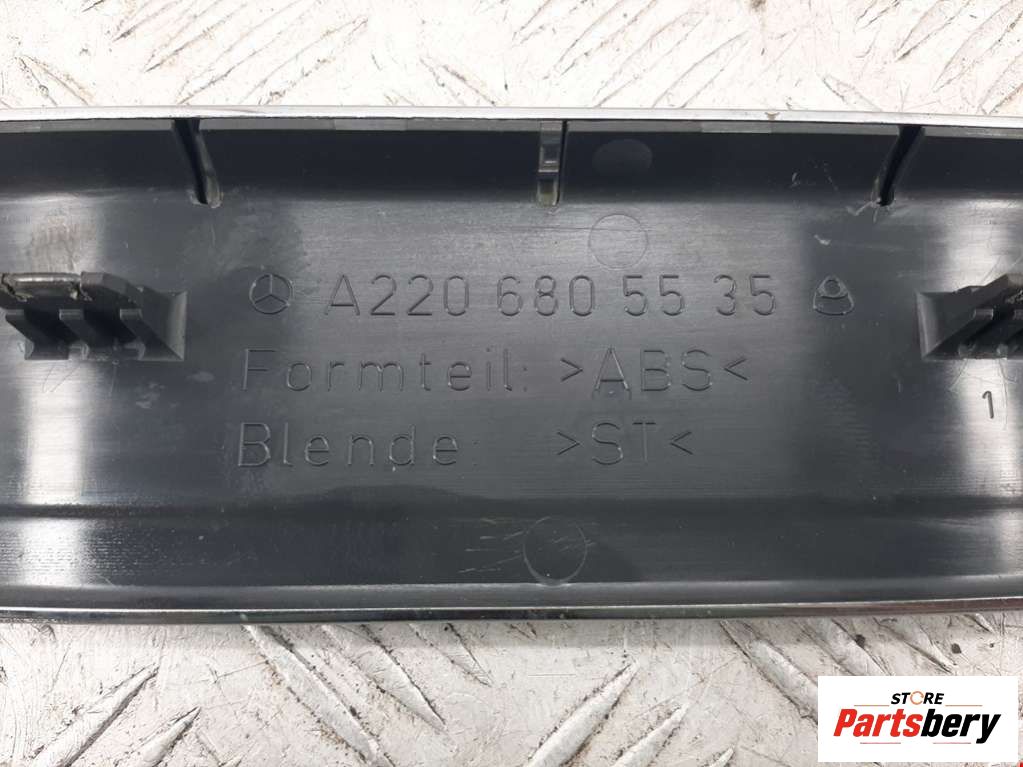 A220 680 55 35
Formteil: >ABS<
Blende: >ST<
1
STORE
Partsbery